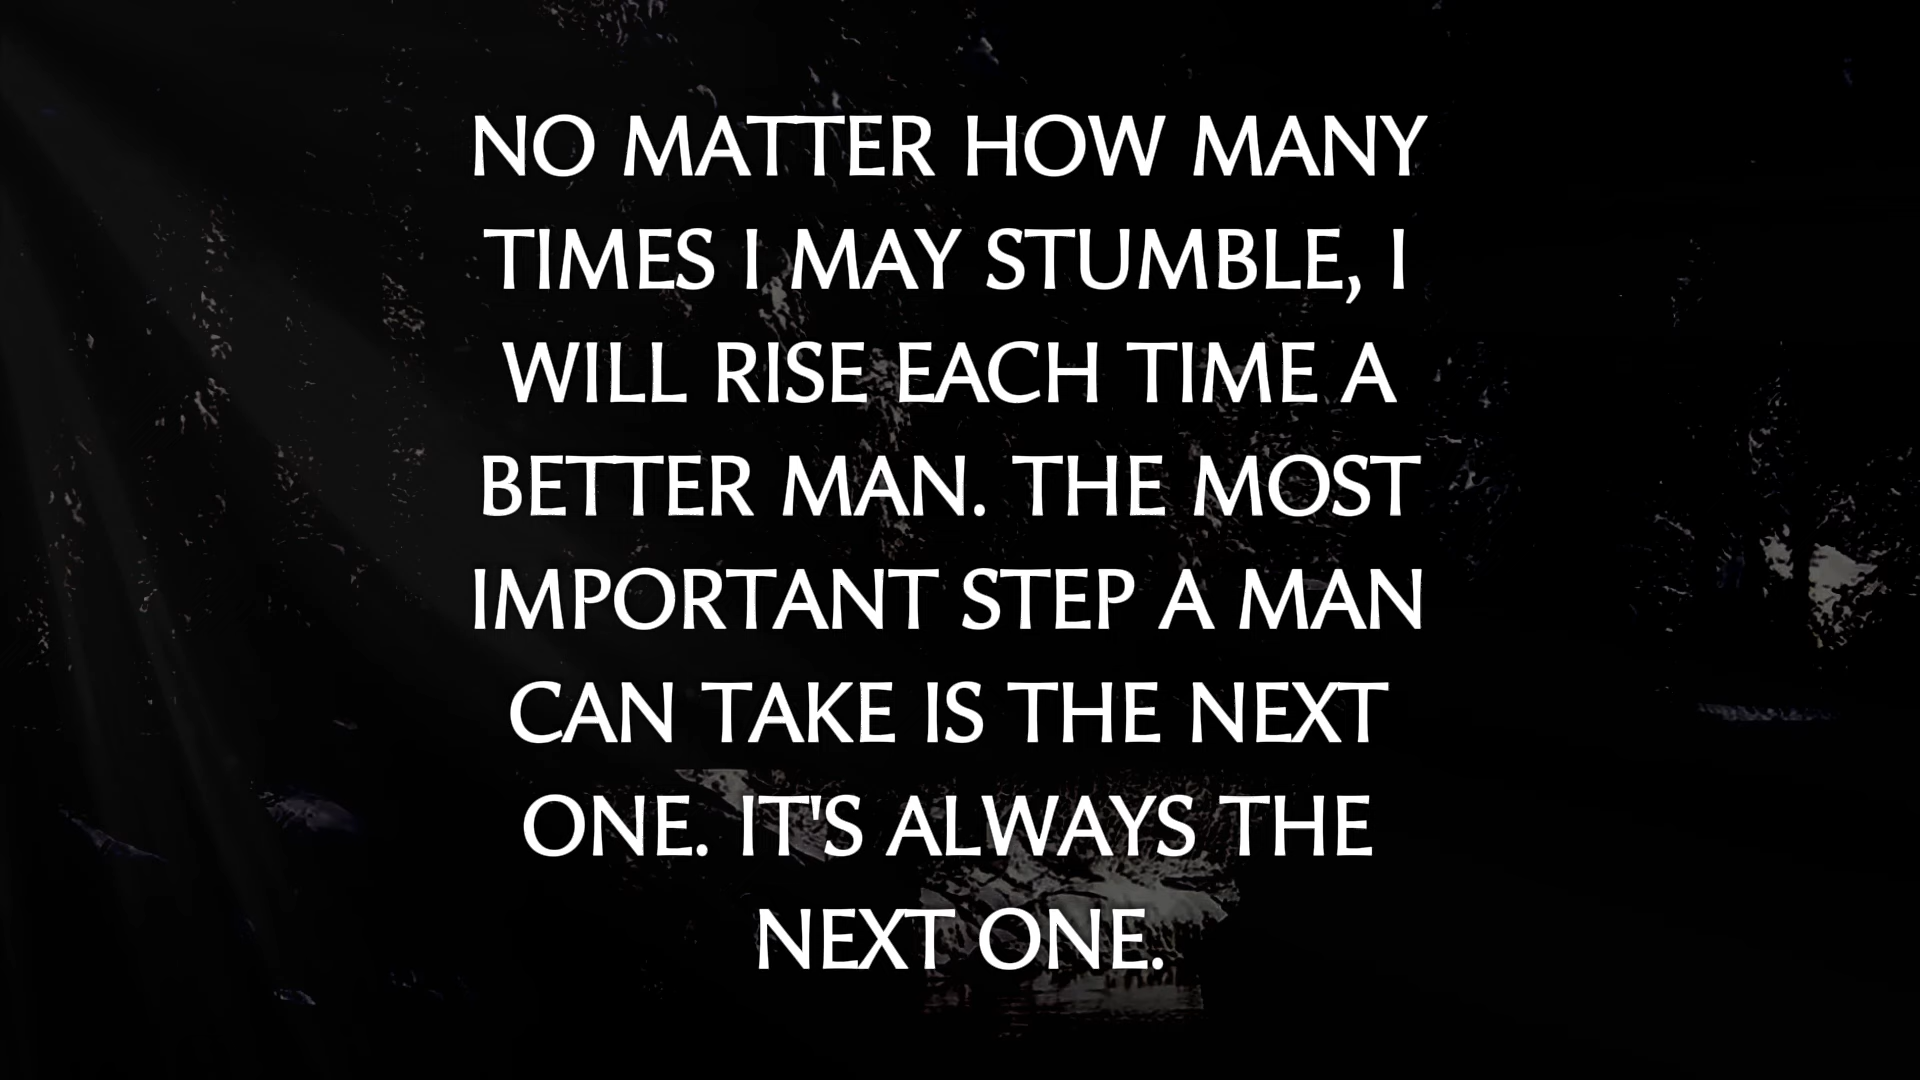 NO MATTER HOW MANY
TIMES I MAY STUMBLE, I
WILL RISE EACH TIME A
BETTER MAN. THE MOST
IMPORTANT STEP A MAN
CAN TAKE IS THE NEXT
ONE. IT'S ALWAYS THE
NEXT ONE.